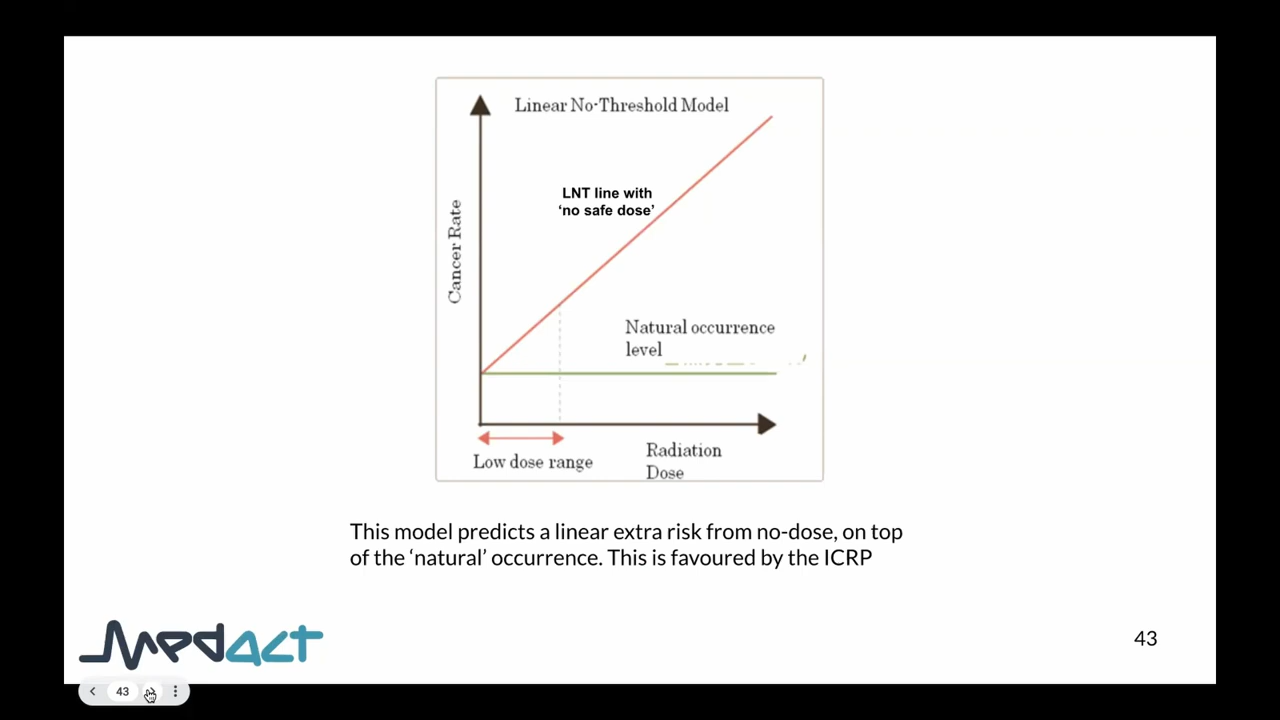 Linear No-Threshold Model
LNT line with
‘no safe dose’
Cancer Rate
Natural occurrence
level
Low dose range
Radiation
Dose
This model predicts a linear extra risk from no-dose, on top
of the ‘natural’ occurrence. This is favoured by the ICRP
Medact
43
43